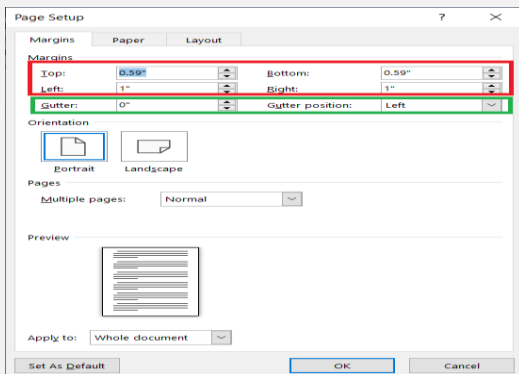 Page Setup ? ×
Margins Paper Layout
Margins
Top: 0.59" Bottom: 0.59"
Left: 1" Right: 1"
Gutter: 0" Gutter position: Left
Orientation
Portrait Landscape
Pages
Multiple pages: Normal
Preview
Apply to: Whole document
Set As Default OK Cancel